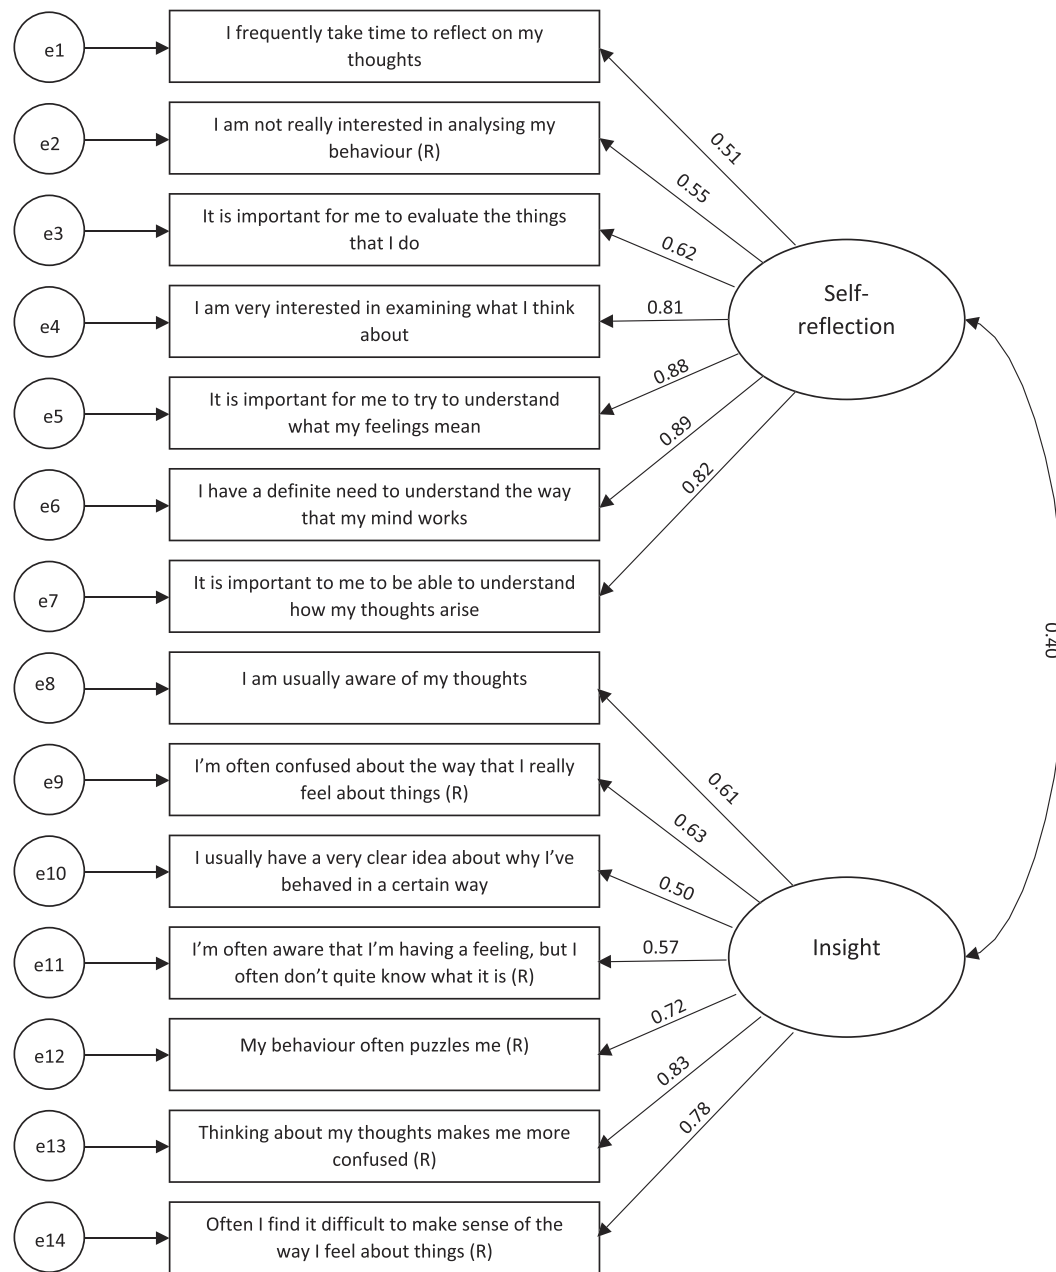 e1
I frequently take time to reflect on my
thoughts
e2
I am not really interested in analysing my
behaviour (R)
e3
It is important for me to evaluate the things
that I do
e4
I am very interested in examining what I think
about
e5
It is important for me to try to understand
what my feelings mean
e6
I have a definite need to understand the way
that my mind works
e7
It is important to me to be able to understand
how my thoughts arise
0.51
0.55
0.62
0.81
0.88
0.89
0.82
Self-
reflection
0.40
e8
I am usually aware of my thoughts
e9
I’m often confused about the way that I really
feel about things (R)
e10
I usually have a very clear idea about why I’ve
behaved in a certain way
e11
I’m often aware that I’m having a feeling, but I
often don’t quite know what it is (R)
e12
My behaviour often puzzles me (R)
e13
Thinking about my thoughts makes me more
confused (R)
e14
Often I find it difficult to make sense of the
way I feel about things (R)
0.61
0.63
0.50
0.57
0.72
0.83
0.78
Insight